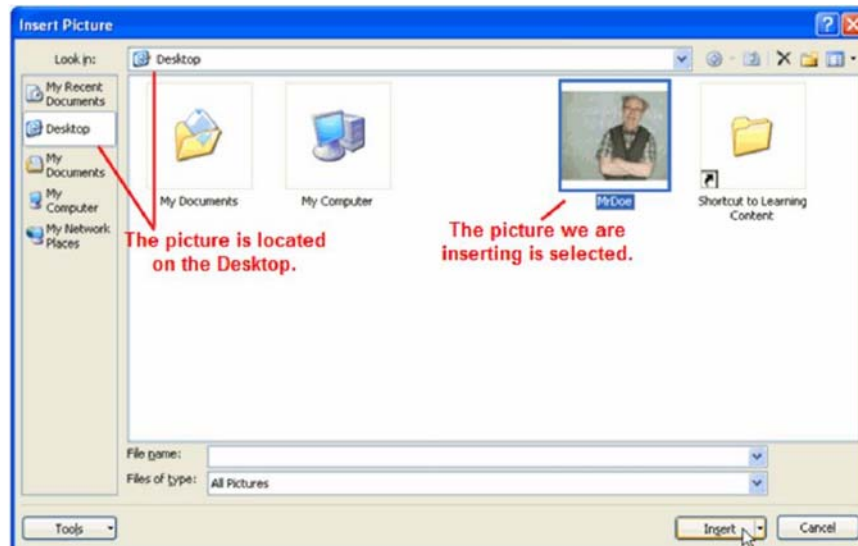 Insert Picture
Look in:
Desktop
My Recent
Documents
Desktop
My
Documents
My
Computer
My Network
Places
My Documents
My Computer
MrDoe
Shortcut to Learning
Content
The picture is located
on the Desktop.
The picture we are
inserting is selected.
File name:
Files of type:
All Pictures
Tools
Insert
Cancel